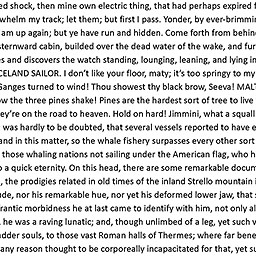 ed shock, then mine own electric thing, that had perhaps expired f
whelm my track; let them; but first I pass. Yonder, by ever-brimmi
am up again; but ye have run and hidden. Come forth from behind
sternward cabin, builded over the dead water of the wake, and fur
es and discovers the watch standing, lounging, leaning, and lying in
CELAND SAILOR. I don't like your floor, maty; it's too springy to my
Ganges turned to wind! Thou showest thy black brow, Seeva! MAL
ow the three pines shake! Pines are the hardest sort of tree to live
ey're on the road to heaven. Hold on hard! Jimmini, what a squall
was hardly to be doubted, that several vessels reported to have e
and in this matter, so the whale fishery surpasses every other sort
those whaling nations not sailing under the American flag, who h
o a quick eternity. On this head, there are some remarkable docum
, the prodigies related in old times of the inland Strello mountain i
ude, nor his remarkable hue, nor yet his deformed lower jaw, that s
rantic morbidness he at last came to identify with him, not only al
, he was a raving lunatic; and, though unlimbed of a leg, yet such v
adder souls, to those vast Roman halls of Thermes; where far bene
any reason thought to be corporeally incapacitated for that, yet su